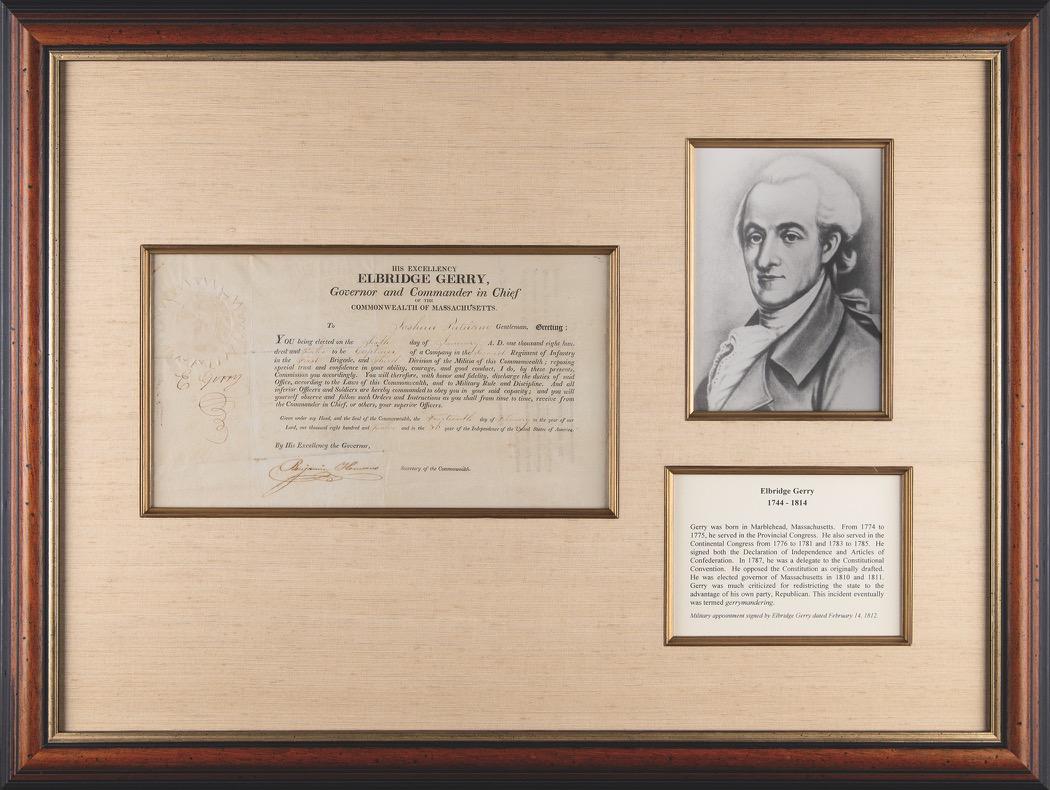 HIS EXCELLENCY
ELBRIDGE GERRY,
Governor and Commander in Chief
OF THE
COMMONWEALTH OF MASSACHUSETTS.
To Gentleman, Greeting:
YOU being elected on the day of A. D. one thousand eight hun-
dred and to be of a Company in the Regiment of Infantry
in the Brigade, and Division of the Militia of this Commonwealth; reposing
special trust and confidence in your ability, courage, and good conduct, I do, by these presents,
Commission you accordingly. You will therefore, with honor and fidelity, discharge the duties of said
Office, according to the Laws of this Commonwealth, and to Military Rule and Discipline. And all
inferior Officers and Soldiers are hereby commanded to obey you in your said capacity; and you will
yourself observe and follow such Orders and Instructions as you shall from time to time, receive from
the Commander in Chief, or others, your superior Officers.
Given under my Hand, and the Seal of the Commonwealth, the day of in the year of our
Lord, one thousand eight hundred and and in the 36 year of the Independence of the United States of America.
E Gerry
By His Excellency the Governor,
Benjamin Homans Secretary of the Commonwealth.
Elbridge Gerry
1744 - 1814
Gerry was born in Marblehead, Massachusetts. From 1774 to
1775, he served in the Provincial Congress. He also served in the
Continental Congress from 1776 to 1781 and 1783 to 1785. He
signed both the Declaration of Independence and Articles of
Confederation. In 1787, he was a delegate to the Constitutional
Convention. He opposed the Constitution as originally drafted.
He was elected governor of Massachusetts in 1810 and 1811.
Gerry was much criticized for redistricting the state to the
advantage of his own party, Republican. This incident eventually
was termed gerrymandering.
Military appointment signed by Elbridge Gerry dated February 14, 1812.